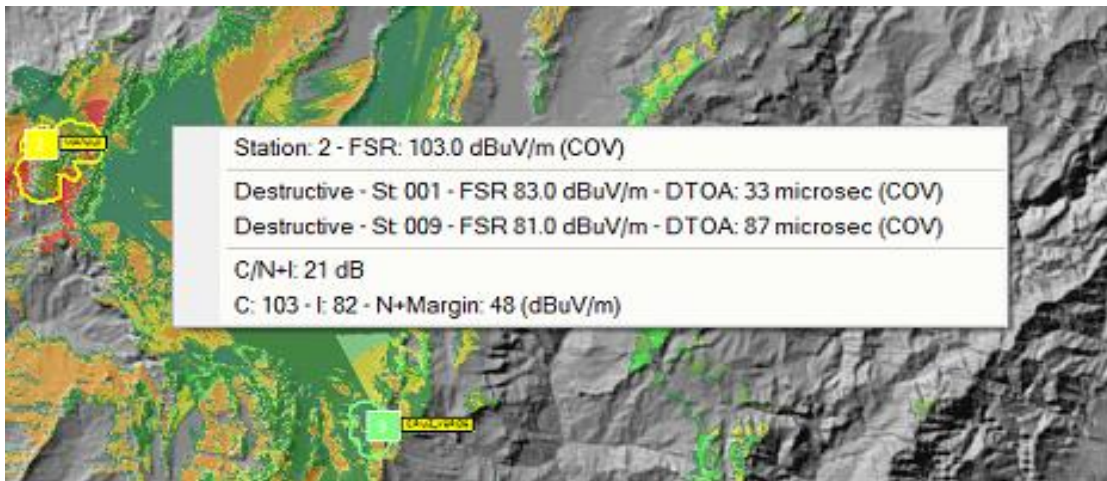 Station: 2 - FSR: 103.0 dBuV/m (COV)
Destructive - St: 001 - FSR 83.0 dBuV/m - DTOA: 33 microsec (COV)
Destructive - St: 009 - FSR 81.0 dBuV/m - DTOA: 87 microsec (COV)
C/N+I: 21 dB
C: 103 - I: 82 - N+Margin: 48 (dBuV/m)